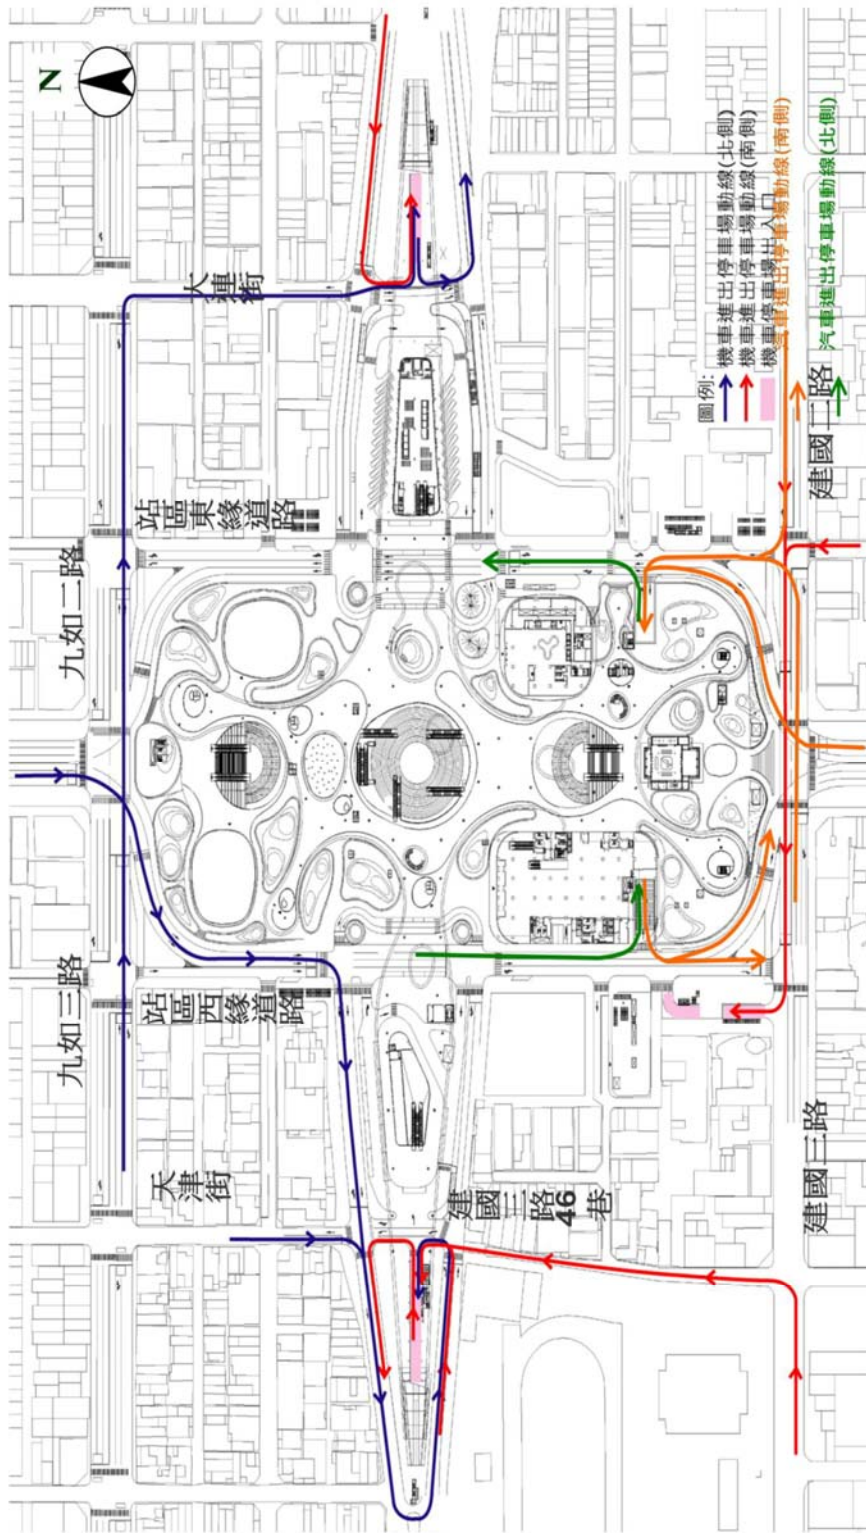 N
九如三路
九如二路
天津街
站區西緣道路
站區東緣道路
大連街
建國三路46巷
圖例:
機車進出停車場動線(北側)
機車進出停車場動線(南側)
機車停車場出入口
汽車進出停車場動線(南側)
汽車進出停車場動線(北側)
建國三路
建國二路